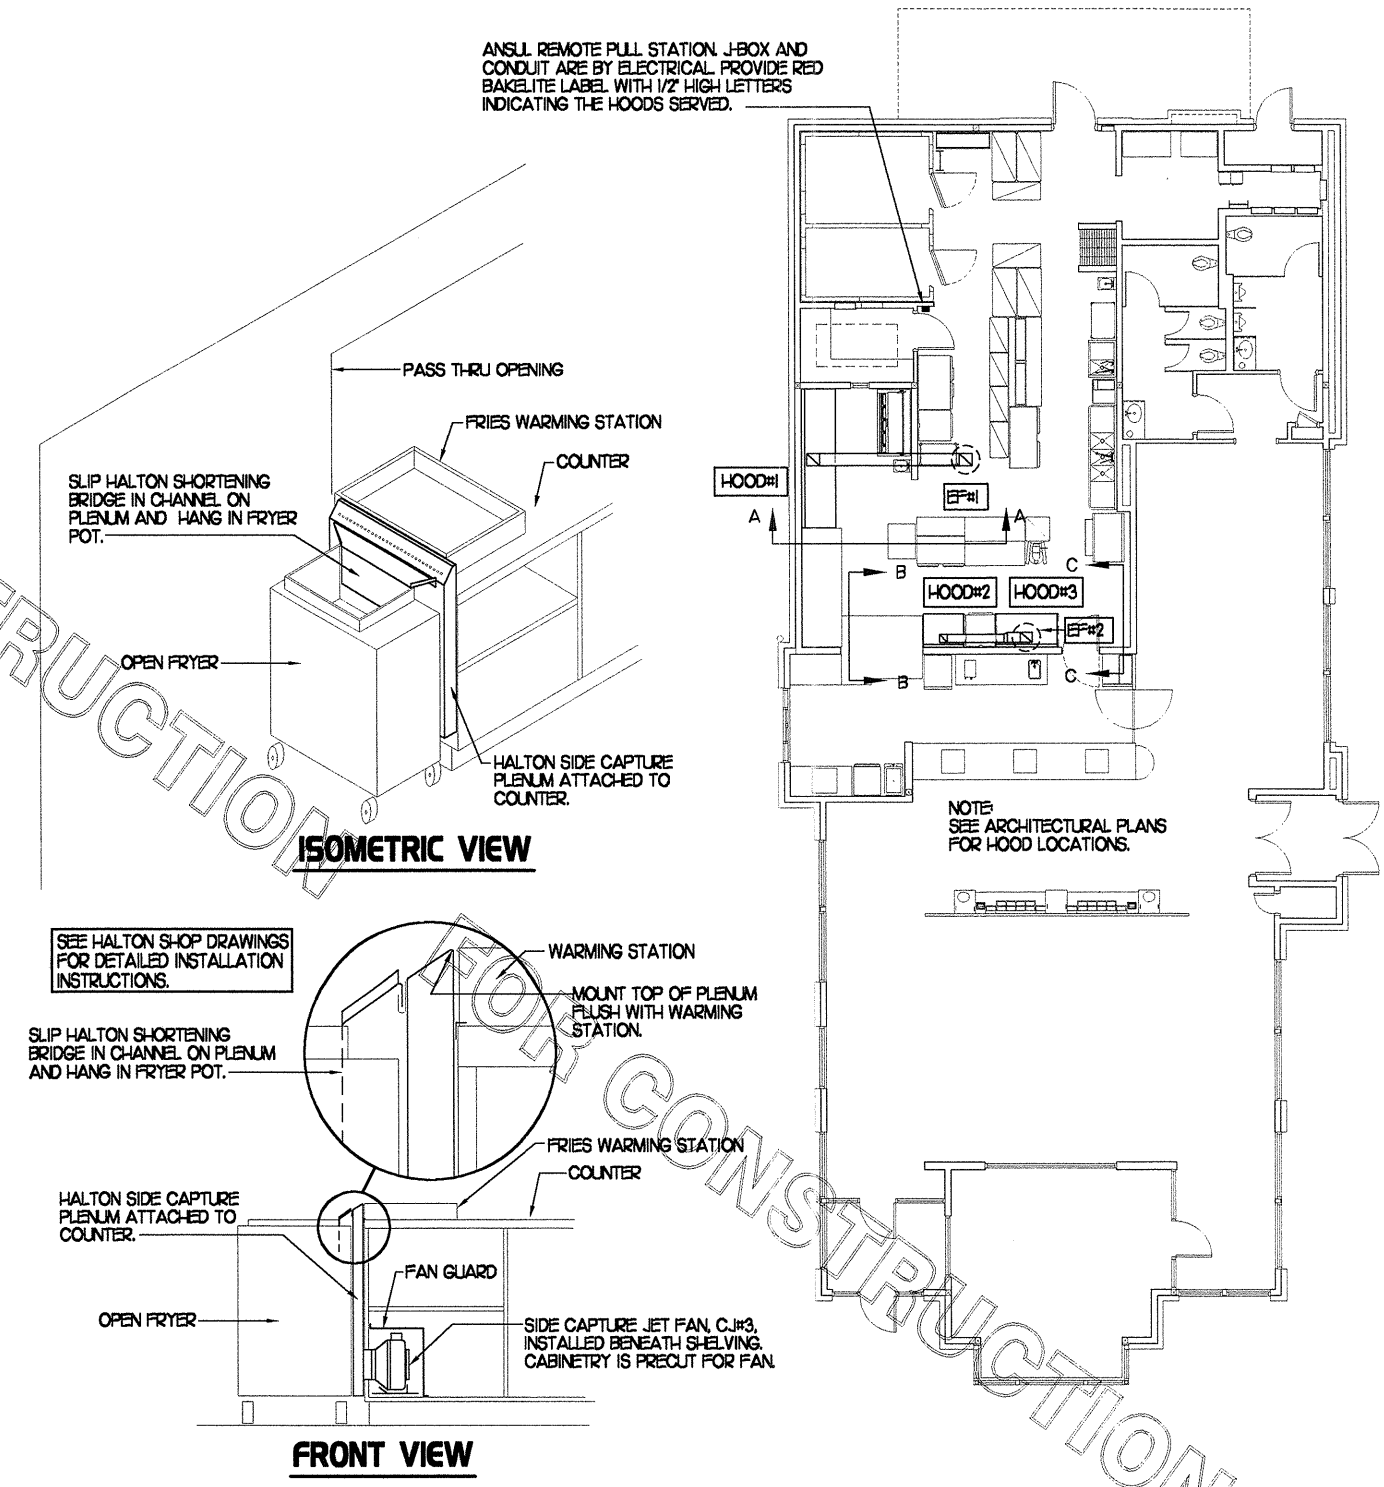 ANSUL REMOTE PULL STATION. J-BOX AND
CONDUIT ARE BY ELECTRICAL. PROVIDE RED
BAKELITE LABEL WITH 1/2" HIGH LETTERS
INDICATING THE HOODS SERVED.
PASS THRU OPENING
FRIES WARMING STATION
COUNTER
SLIP HALTON SHORTENING
BRIDGE IN CHANNEL ON
PLENUM AND HANG IN FRYER
POT.
OPEN FRYER
HALTON SIDE CAPTURE
PLENUM ATTACHED TO
COUNTER.
ISOMETRIC VIEW
HOOD#1
EF#1
A
A
B
C
HOOD#2
HOOD#3
EF#2
B
C
NOTE:
SEE ARCHITECTURAL PLANS
FOR HOOD LOCATIONS.
SEE HALTON SHOP DRAWINGS
FOR DETAILED INSTALLATION
INSTRUCTIONS.
WARMING STATION
MOUNT TOP OF PLENUM
FLUSH WITH WARMING
STATION.
SLIP HALTON SHORTENING
BRIDGE IN CHANNEL ON PLENUM
AND HANG IN FRYER POT.
FRIES WARMING STATION
COUNTER
HALTON SIDE CAPTURE
PLENUM ATTACHED TO
COUNTER.
FAN GUARD
OPEN FRYER
SIDE CAPTURE JET FAN, CJ#3,
INSTALLED BENEATH SHELVING.
CABINETRY IS PRECUT FOR FAN.
FRONT VIEW
TRUCTION
FOR CONSTRUCTION